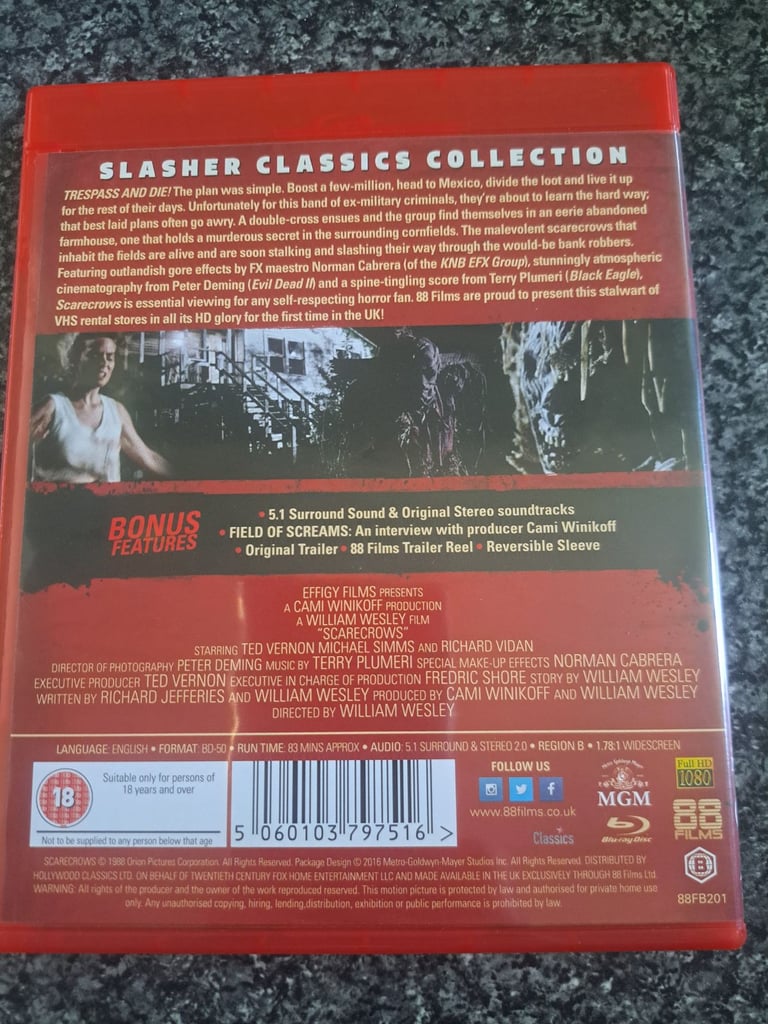 SLASHER CLASSICS COLLECTION
TRESPASS AND DIE! The plan was simple. Boost a few-million, head to Mexico, divide the loot and live it up
for the rest of their days. Unfortunately for this band of ex-military criminals, they're about to learn the hard way;
that best laid plans often go awry. A double-cross ensues and the group find themselves in an eerie abandoned
farmhouse, one that holds a murderous secret in the surrounding cornfields. The malevolent scarecrows that
inhabit the fields are alive and are soon stalking and slashing their way through the would-be bank robbers.
Featuring outlandish gore effects by FX maestro Norman Cabrera (of the KNB EFX Group), stunningly atmospheric
cinematography from Peter Deming (Evil Dead II) and a spine-tingling score from Terry Plumeri (Black Eagle),
Scarecrows is essential viewing for any self-respecting horror fan. 88 Films are proud to present this stalwart of
VHS rental stores in all its HD glory for the first time in the UK!
BONUS
FEATURES
• 5.1 Surround Sound & Original Stereo soundtracks
• FIELD OF SCREAMS: An interview with producer Cami Winikoff
• Original Trailer • 88 Films Trailer Reel • Reversible Sleeve
EFFIGY FILMS PRESENTS
A CAMI WINIKOFF PRODUCTION
A WILLIAM WESLEY FILM
"SCARECROWS"
STARRING TED VERNON MICHAEL SIMMS AND RICHARD VIDAN
DIRECTOR OF PHOTOGRAPHY PETER DEMING MUSIC BY TERRY PLUMERI SPECIAL MAKE-UP EFFECTS NORMAN CABRERA
EXECUTIVE PRODUCER TED VERNON EXECUTIVE IN CHARGE OF PRODUCTION FREDRIC SHORE STORY BY WILLIAM WESLEY
WRITTEN BY RICHARD JEFFERIES AND WILLIAM WESLEY PRODUCED BY CAMI WINIKOFF AND WILLIAM WESLEY
DIRECTED BY WILLIAM WESLEY
LANGUAGE: ENGLISH • FORMAT: BD-50 • RUN TIME: 83 MINS APPROX • AUDIO: 5.1 SURROUND & STEREO 2.0 • REGION B • 1.78:1 WIDESCREEN
18
Suitable only for persons of
18 years and over
Not to be supplied to any person below that age
5 060103 797516 >
FOLLOW US
www.88films.co.uk
Classics
MGM
Blu-ray Disc
Full HD
1080
88
FILMS
B
88FB201
SCARECROWS © 1988 Orion Pictures Corporation. All Rights Reserved. Package Design © 2016 Metro-Goldwyn-Mayer Studios Inc. All Rights Reserved. DISTRIBUTED BY
HOLLYWOOD CLASSICS LTD. ON BEHALF OF TWENTIETH CENTURY FOX HOME ENTERTAINMENT LLC AND MADE AVAILABLE IN THE UK EXCLUSIVELY THROUGH 88 Films Ltd.
WARNING: All rights of the producer and the owner of the work reproduced reserved. This motion picture is protected by law and authorised for private home use
only. Any unauthorised copying, hiring, lending,distribution, exhibition or public performance is prohibited by law.